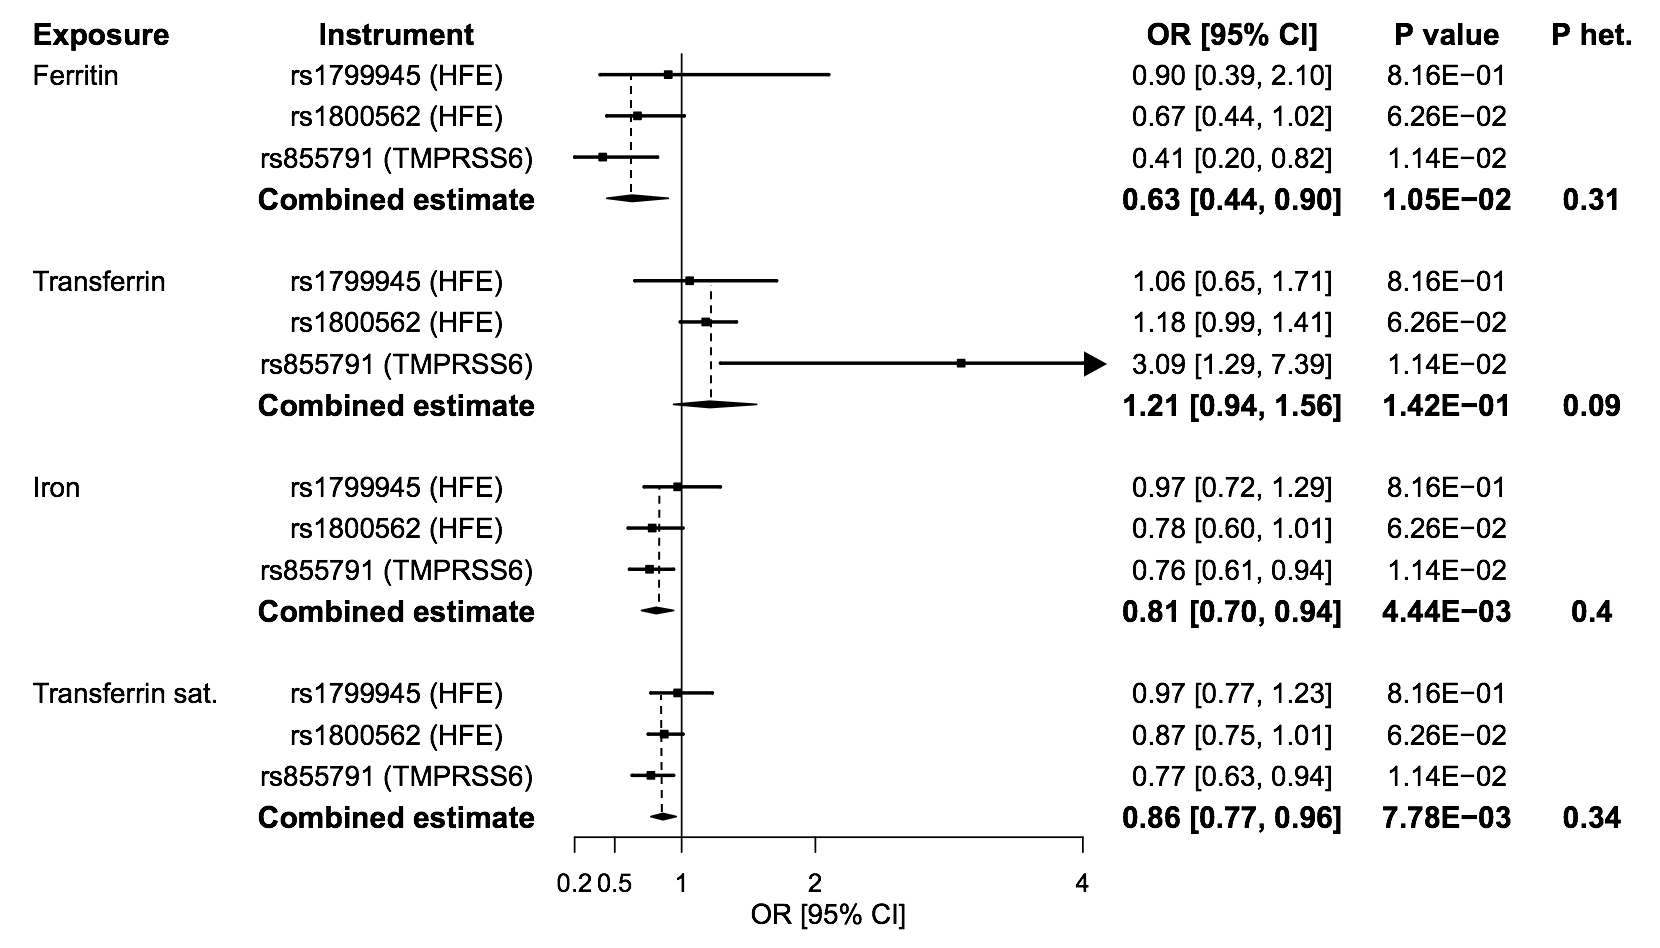 Exposure Instrument OR [95% CI] P value P het.
Ferritin rs1799945 (HFE) 0.90 [0.39, 2.10] 8.16E−01
rs1800562 (HFE) 0.67 [0.44, 1.02] 6.26E−02
rs855791 (TMPRSS6) 0.41 [0.20, 0.82] 1.14E−02
Combined estimate 0.63 [0.44, 0.90] 1.05E−02 0.31
Transferrin rs1799945 (HFE) 1.06 [0.65, 1.71] 8.16E−01
rs1800562 (HFE) 1.18 [0.99, 1.41] 6.26E−02
rs855791 (TMPRSS6) 3.09 [1.29, 7.39] 1.14E−02
Combined estimate 1.21 [0.94, 1.56] 1.42E−01 0.09
Iron rs1799945 (HFE) 0.97 [0.72, 1.29] 8.16E−01
rs1800562 (HFE) 0.78 [0.60, 1.01] 6.26E−02
rs855791 (TMPRSS6) 0.76 [0.61, 0.94] 1.14E−02
Combined estimate 0.81 [0.70, 0.94] 4.44E−03 0.4
Transferrin sat. rs1799945 (HFE) 0.97 [0.77, 1.23] 8.16E−01
rs1800562 (HFE) 0.87 [0.75, 1.01] 6.26E−02
rs855791 (TMPRSS6) 0.77 [0.63, 0.94] 1.14E−02
Combined estimate 0.86 [0.77, 0.96] 7.78E−03 0.34
0.2 0.5 1 2 4
OR [95% CI]